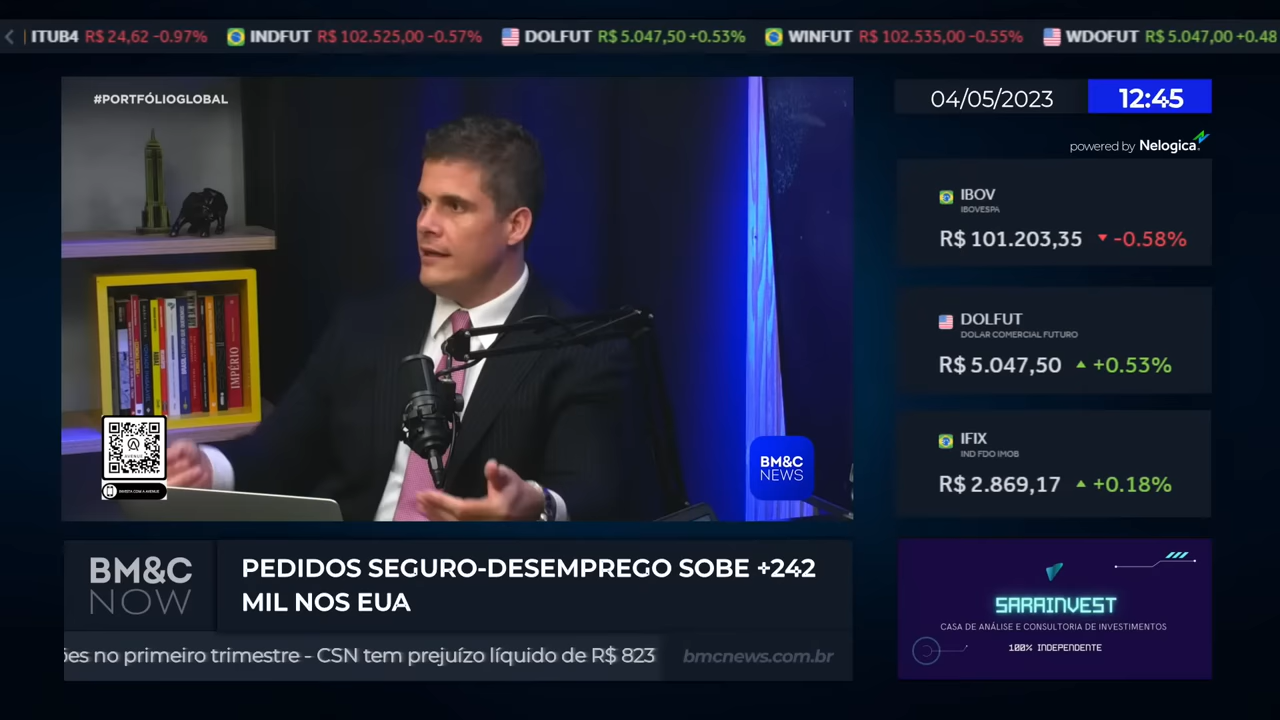 ITUB4 R$ 24,62 -0.97% INDFUT R$ 102.525,00 -0.57% DOLFUT R$ 5.047,50 +0.53% WINFUT R$ 102.535,00 -0.55% WDOFUT R$ 5.047,00 +0.48
#PORTFÓLIOGLOBAL
04/05/2023 12:45
powered by Nelogica
IBOV
IBOVESPA
R$ 101.203,35 -0.58%
DOLFUT
DOLAR COMERCIAL FUTURO
R$ 5.047,50 +0.53%
IFIX
IND FDO IMOB
R$ 2.869,17 +0.18%
IMPÉRIO
INVISTA COM A AVENUE
BM&C
NEWS
BM&C
NOW
PEDIDOS SEGURO-DESEMPREGO SOBE +242
MIL NOS EUA
ões no primeiro trimestre - CSN tem prejuízo líquido de R$ 823
bmcnews.com.br
SARAINVEST
CASA DE ANÁLISE E CONSULTORIA DE INVESTIMENTOS
100% INDEPENDENTE